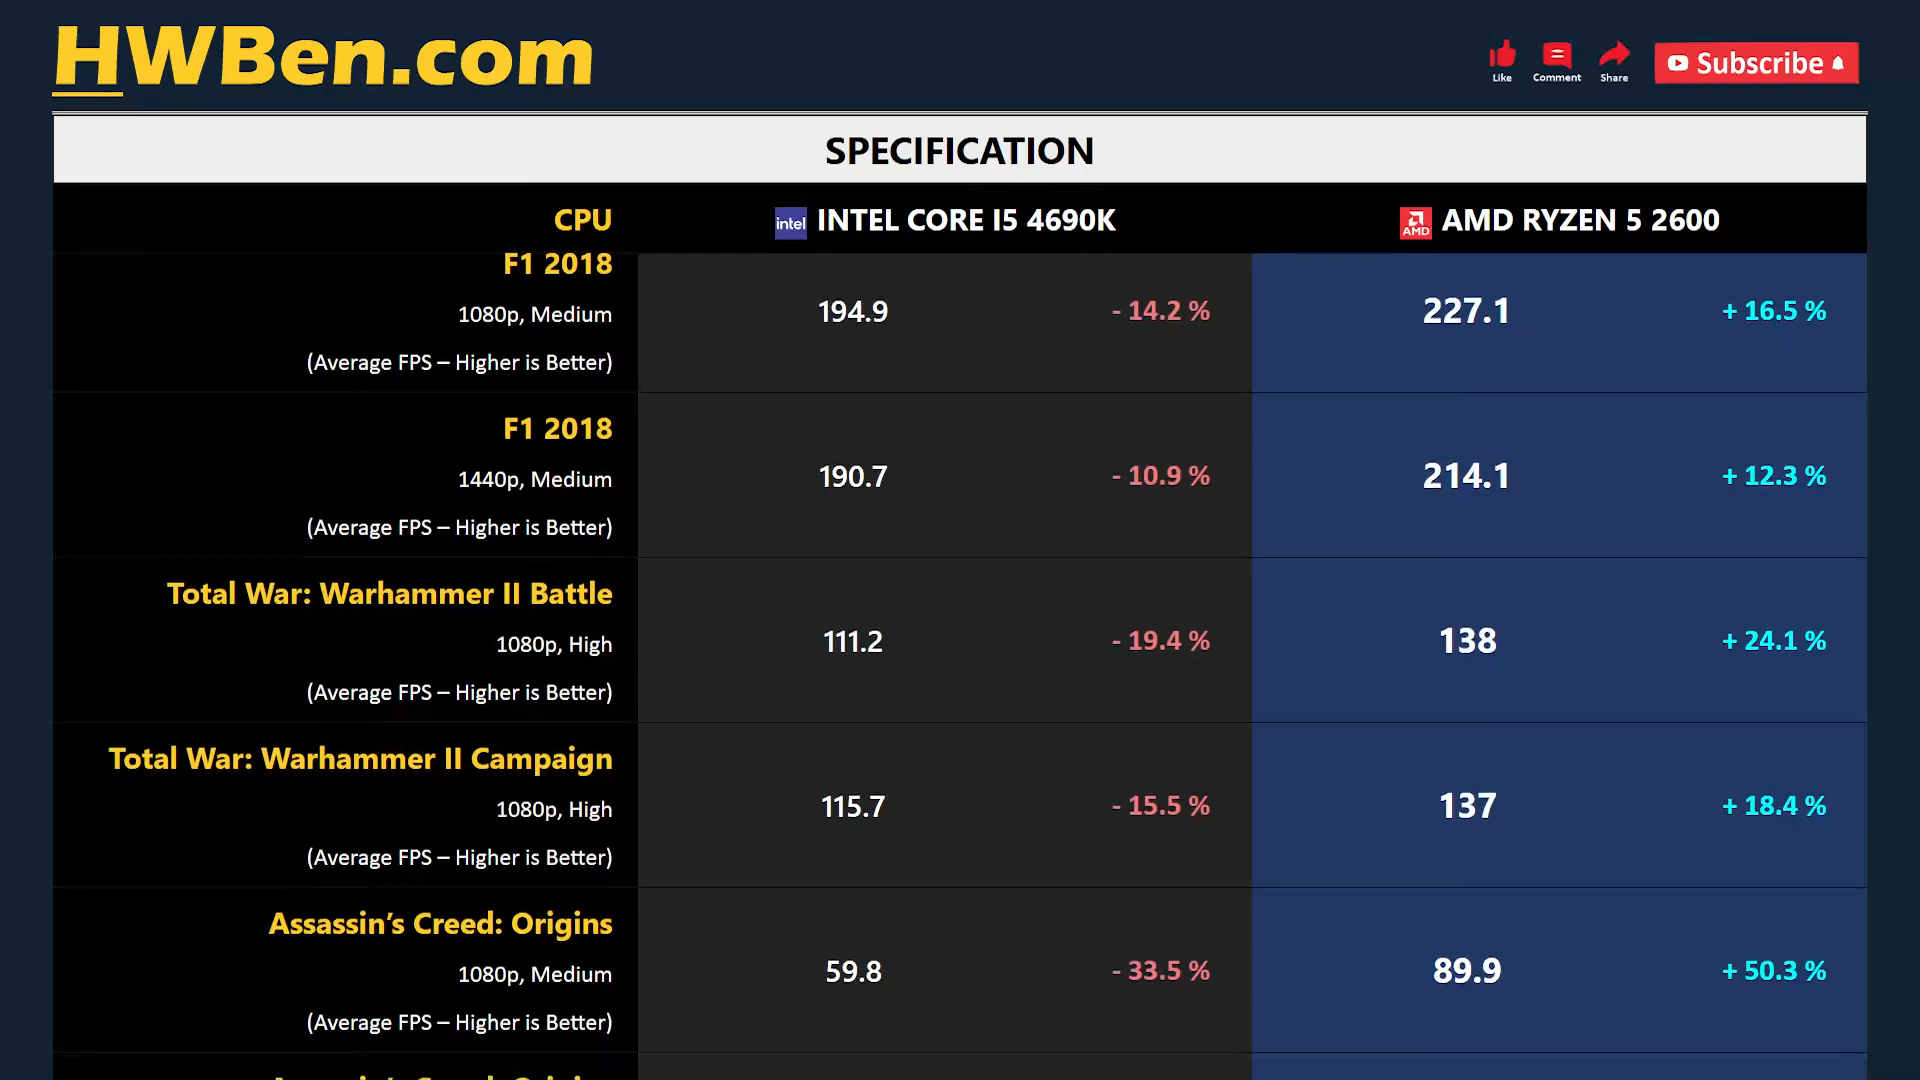 HWBen.com
Like
Comment
Share
Subscribe
SPECIFICATION
CPU
intel INTEL CORE I5 4690K
AMD AMD RYZEN 5 2600
F1 2018
1080p, Medium
(Average FPS – Higher is Better)
194.9
- 14.2 %
227.1
+ 16.5 %
F1 2018
1440p, Medium
(Average FPS – Higher is Better)
190.7
- 10.9 %
214.1
+ 12.3 %
Total War: Warhammer II Battle
1080p, High
(Average FPS – Higher is Better)
111.2
- 19.4 %
138
+ 24.1 %
Total War: Warhammer II Campaign
1080p, High
(Average FPS – Higher is Better)
115.7
- 15.5 %
137
+ 18.4 %
Assassin’s Creed: Origins
1080p, Medium
(Average FPS – Higher is Better)
59.8
- 33.5 %
89.9
+ 50.3 %